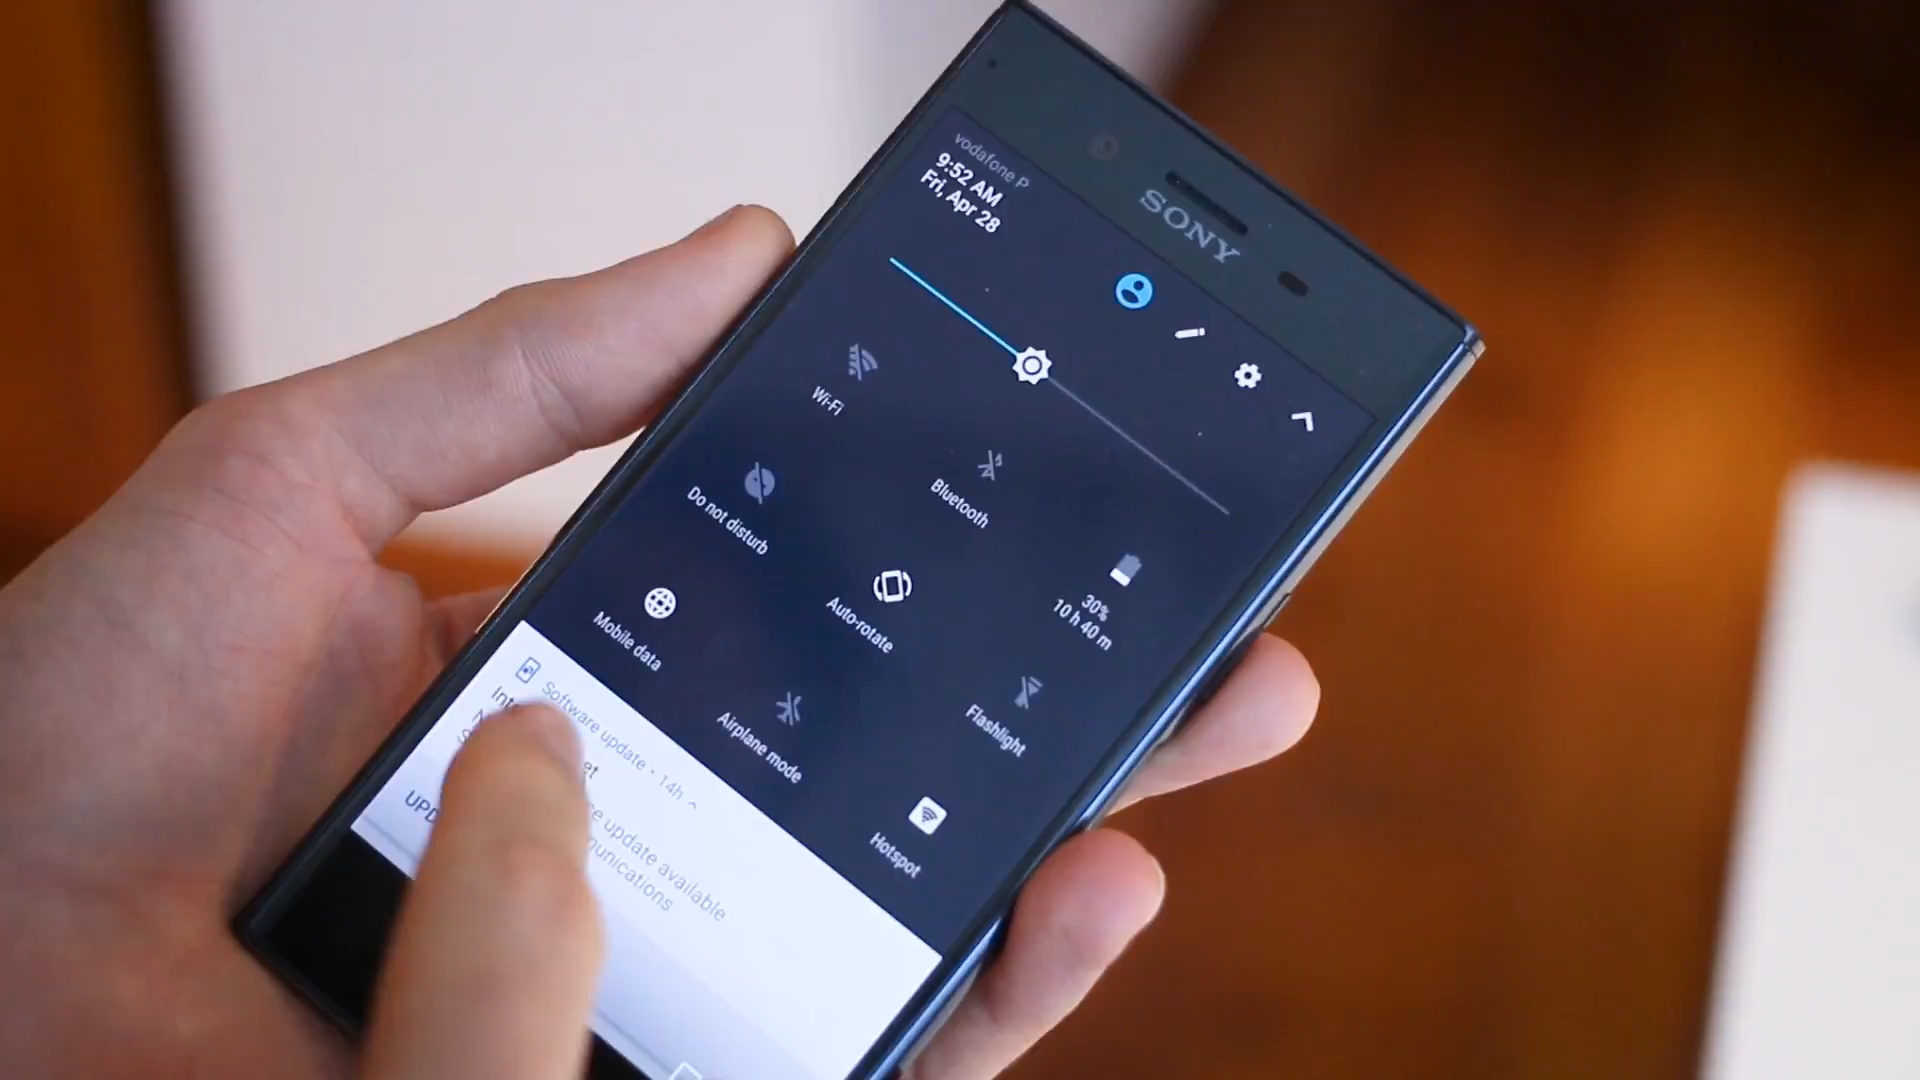 SONY
vodafone P
9:52 AM
Fri, Apr 28
Wi-Fi
Bluetooth
30%
10 h 40 m
Do not disturb
Auto-rotate
Flashlight
Mobile data
Airplane mode
Hotspot
Software update • 14h
update available